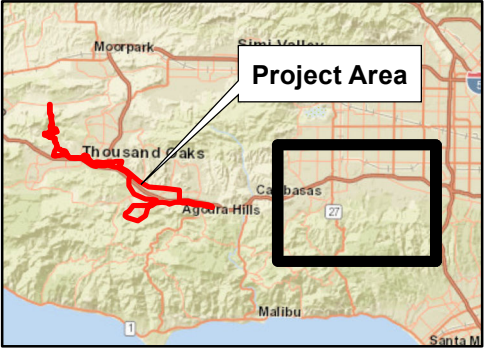 Moorpark
Simi Valley
Project Area
Thousand Oaks
Calabasas
27
Agoura Hills
Malibu
1
Santa M